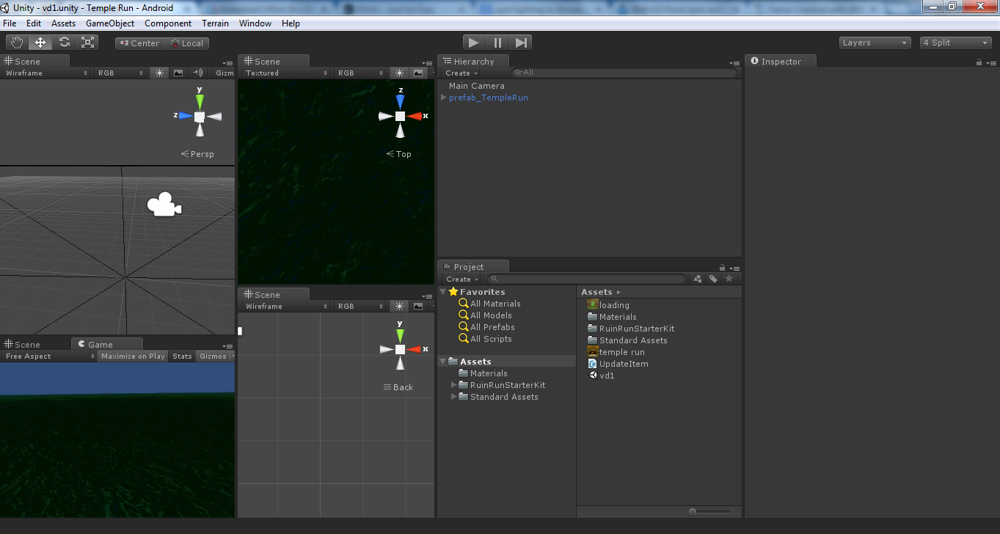 Unity - vd1.unity - Temple Run - Android
File Edit Assets GameObject Component Terrain Window Help
Center Local Layers 4 Split
Scene
Wireframe RGB Gizm
y
z
Persp
Scene
Textured RGB
z
x
Top
Scene
Wireframe RGB
y
x
Back
Scene Game
Free Aspect Maximize on Play Stats Gizmos
Hierarchy
Create All
Main Camera
prefab_TempleRun
Project
Create
Favorites
All Materials
All Models
All Prefabs
All Scripts
Assets
Materials
RuinRunStarterKit
Standard Assets
Assets
loading
Materials
RuinRunStarterKit
Standard Assets
temple run
UpdateItem
vd1
Inspector